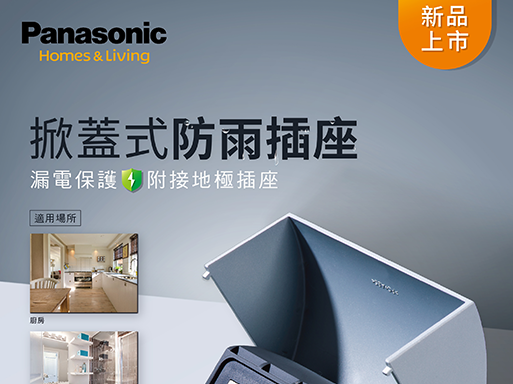 Panasonic
Homes & Living
新品
上市
掀蓋式防雨插座
漏電保護 附接地極插座
適用場所
廚房